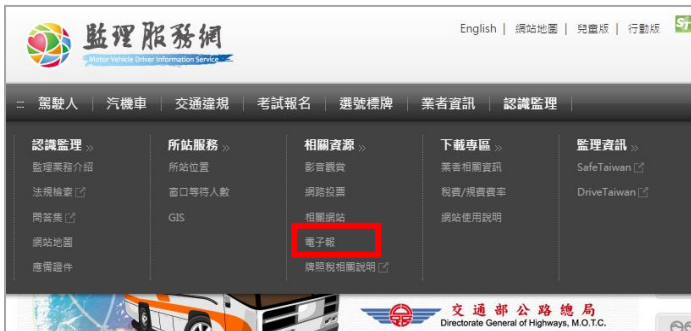 English | 網站地圖 | 兒童版 | 行動版
監理服務網
Motor Vehicle Driver Information Service
::: 駕駛人 | 汽機車 | 交通違規 | 考試報名 | 選號標牌 | 業者資訊 | 認識監理 |
認識監理 » 所站服務 » 相關資源 » 下載專區 » 監理資訊 »
監理業務介紹 所站位置 影音觀賞 業者相關資訊 SafeTaiwan
法規檢索 窗口等待人數 網路投票 稅費/規費費率 DriveTaiwan
問答集 GIS 相關網站 網站使用說明
網站地圖 電子報
應備證件 牌照稅相關說明
交通部公路總局
Directorate General of Highways, M.O.T.C.